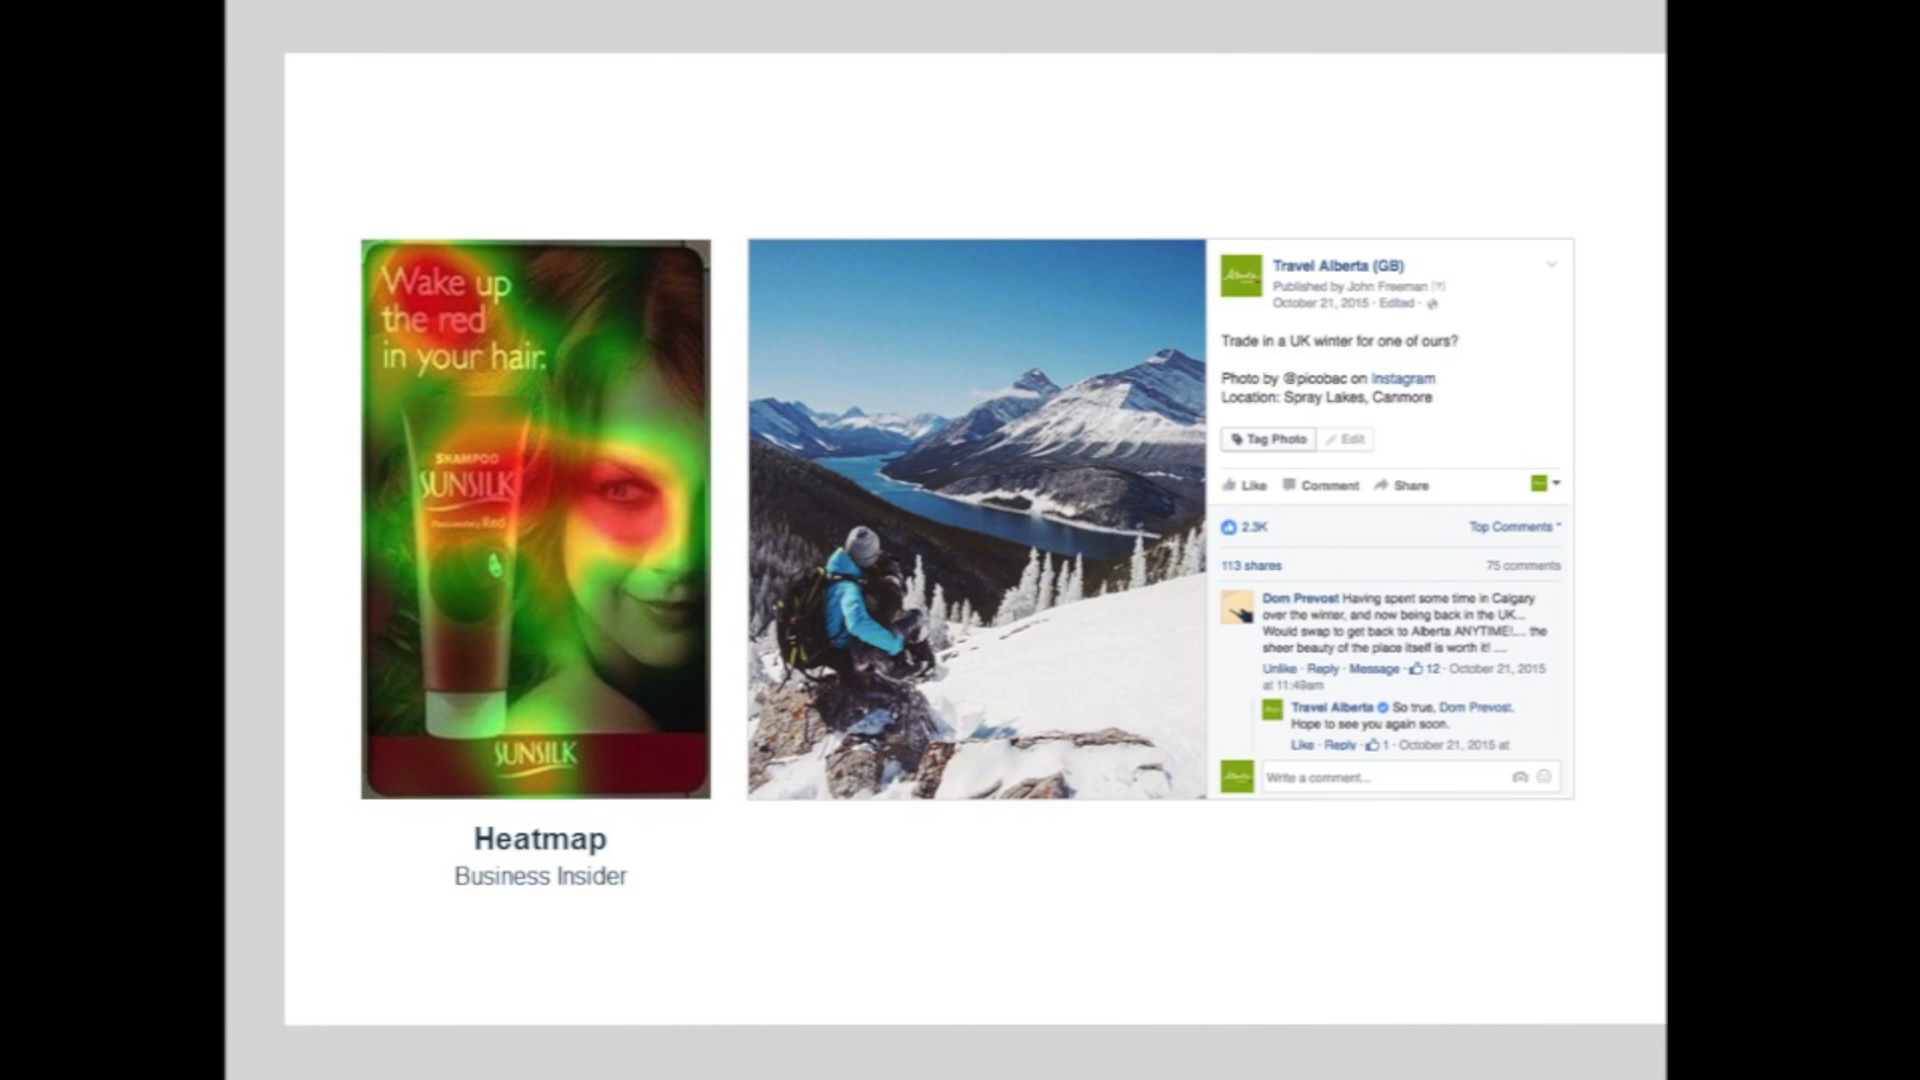 Wake up
the red
in your hair.
SHAMPOO
SUNSILK
Passionately Red
SUNSILK
Heatmap
Business Insider
Alberta
Travel Alberta (GB)
Published by John Freeman [?]
October 21, 2015 · Edited ·
Trade in a UK winter for one of ours?
Photo by @picobac on Instagram
Location: Spray Lakes, Canmore
Tag Photo Edit
Like Comment Share
2.3K Top Comments
113 shares 75 comments
Dom Prevost Having spent some time in Calgary
over the winter, and now being back in the UK...
Would swap to get back to Alberta ANYTIME!.... the
sheer beauty of the place itself is worth it! ....
Unlike · Reply · Message · 12 · October 21, 2015
at 11:49am
Travel Alberta So true, Dom Prevost.
Hope to see you again soon.
Like · Reply · 1 · October 21, 2015 at
Alberta
Write a comment...